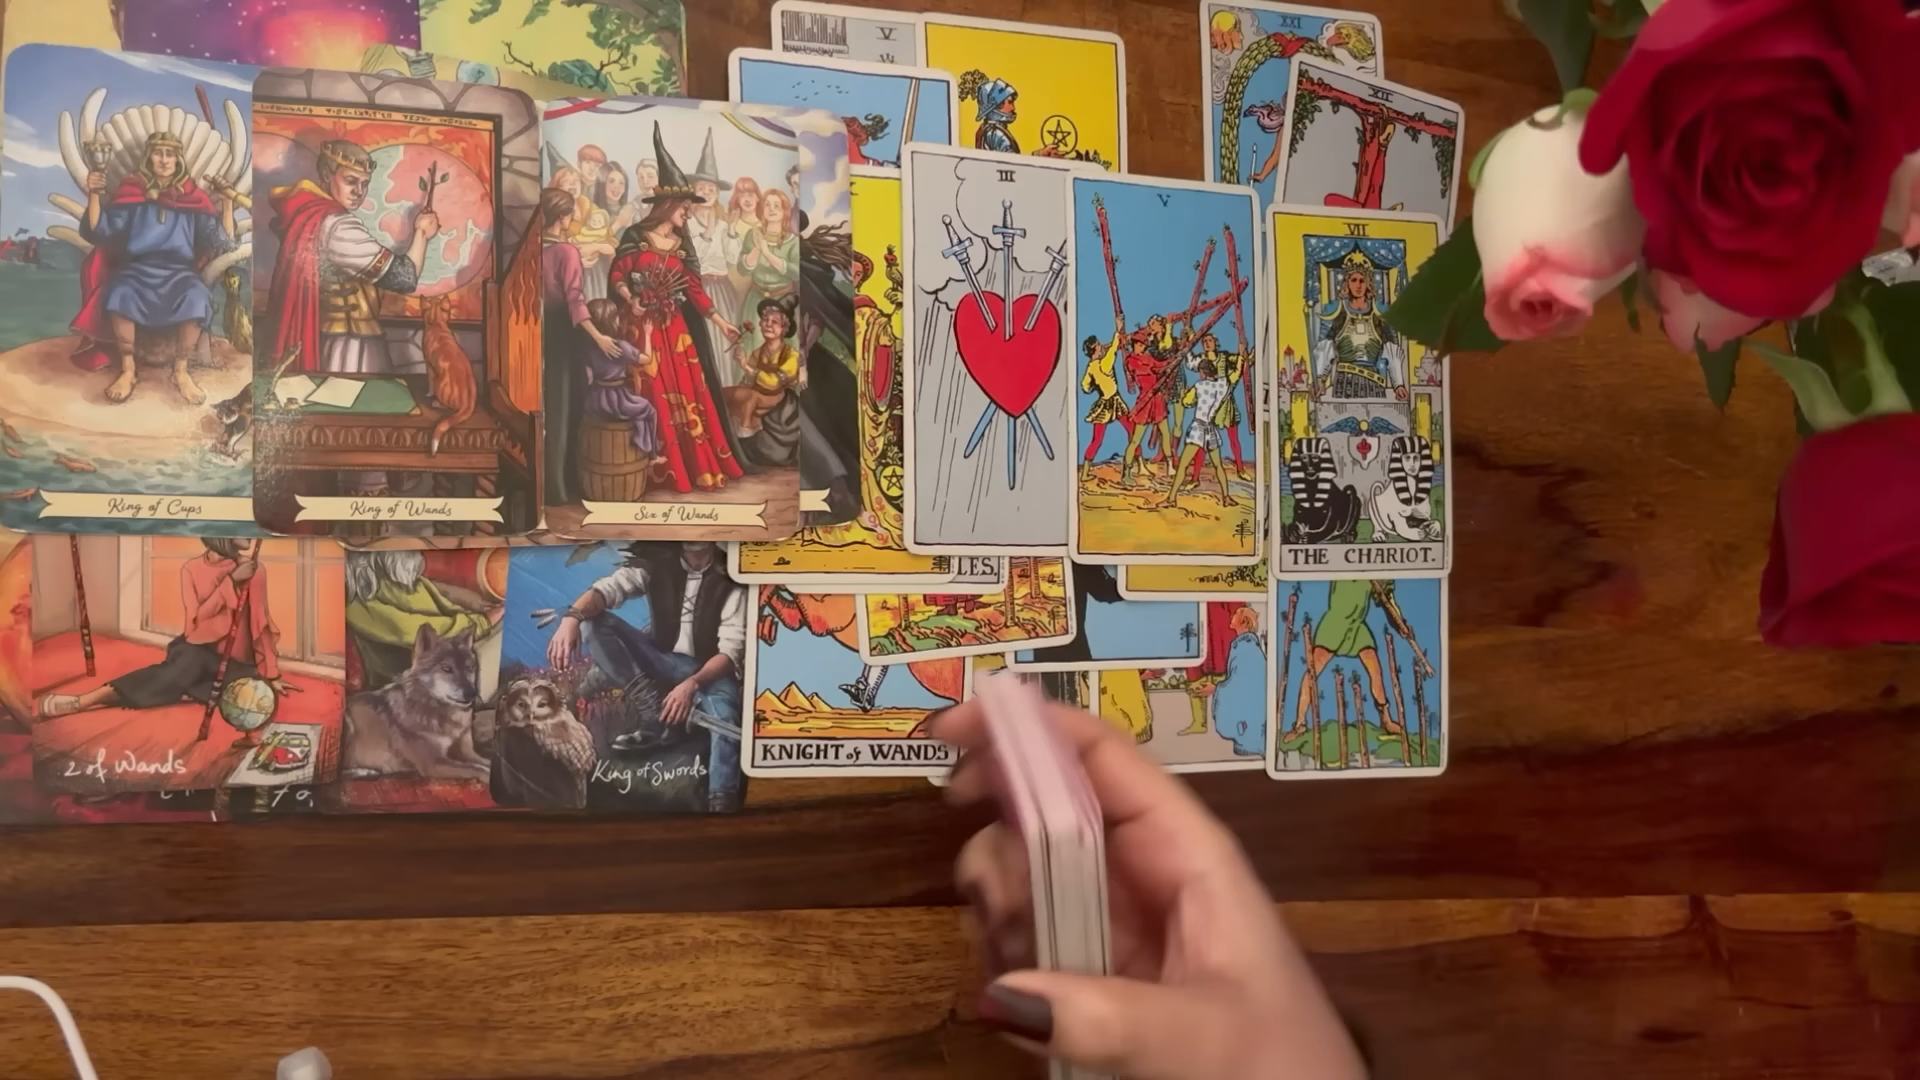 V
XXI
XII
III
V
VII
King of Cups
King of Wands
Six of Wands
THE CHARIOT.
LES.
2 of Wands
King of Swords
KNIGHT of WANDS